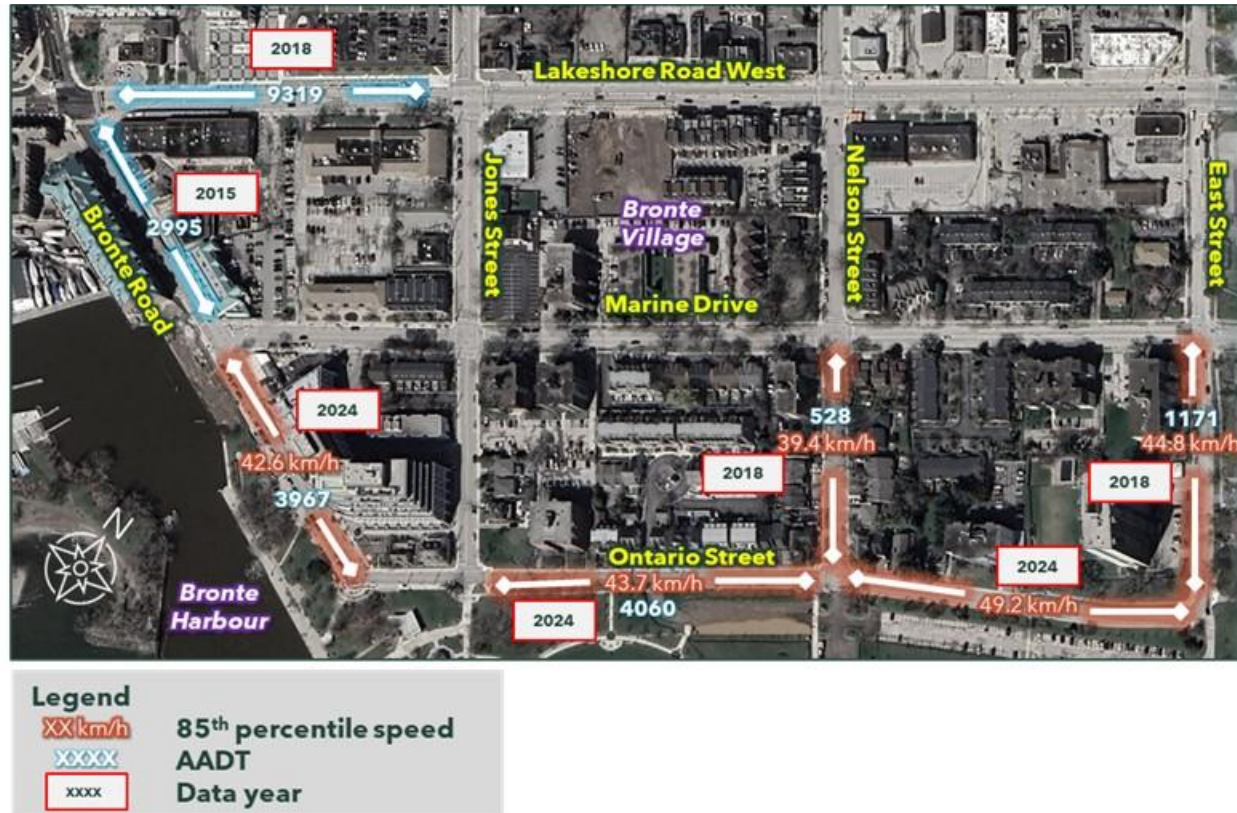 2018
Lakeshore Road West
9319
Jones Street
Nelson Street
East Street
2015
2995
Bronte Road
Bronte
Village
Marine Drive
2024
42.6 km/h
3967
528
39.4 km/h
2018
1171
44.8 km/h
2018
Ontario Street
43.7 km/h
4060
2024
2024
49.2 km/h
N
Bronte
Harbour
Legend
XX km/h 85th percentile speed
XXXX AADT
xxxx Data year